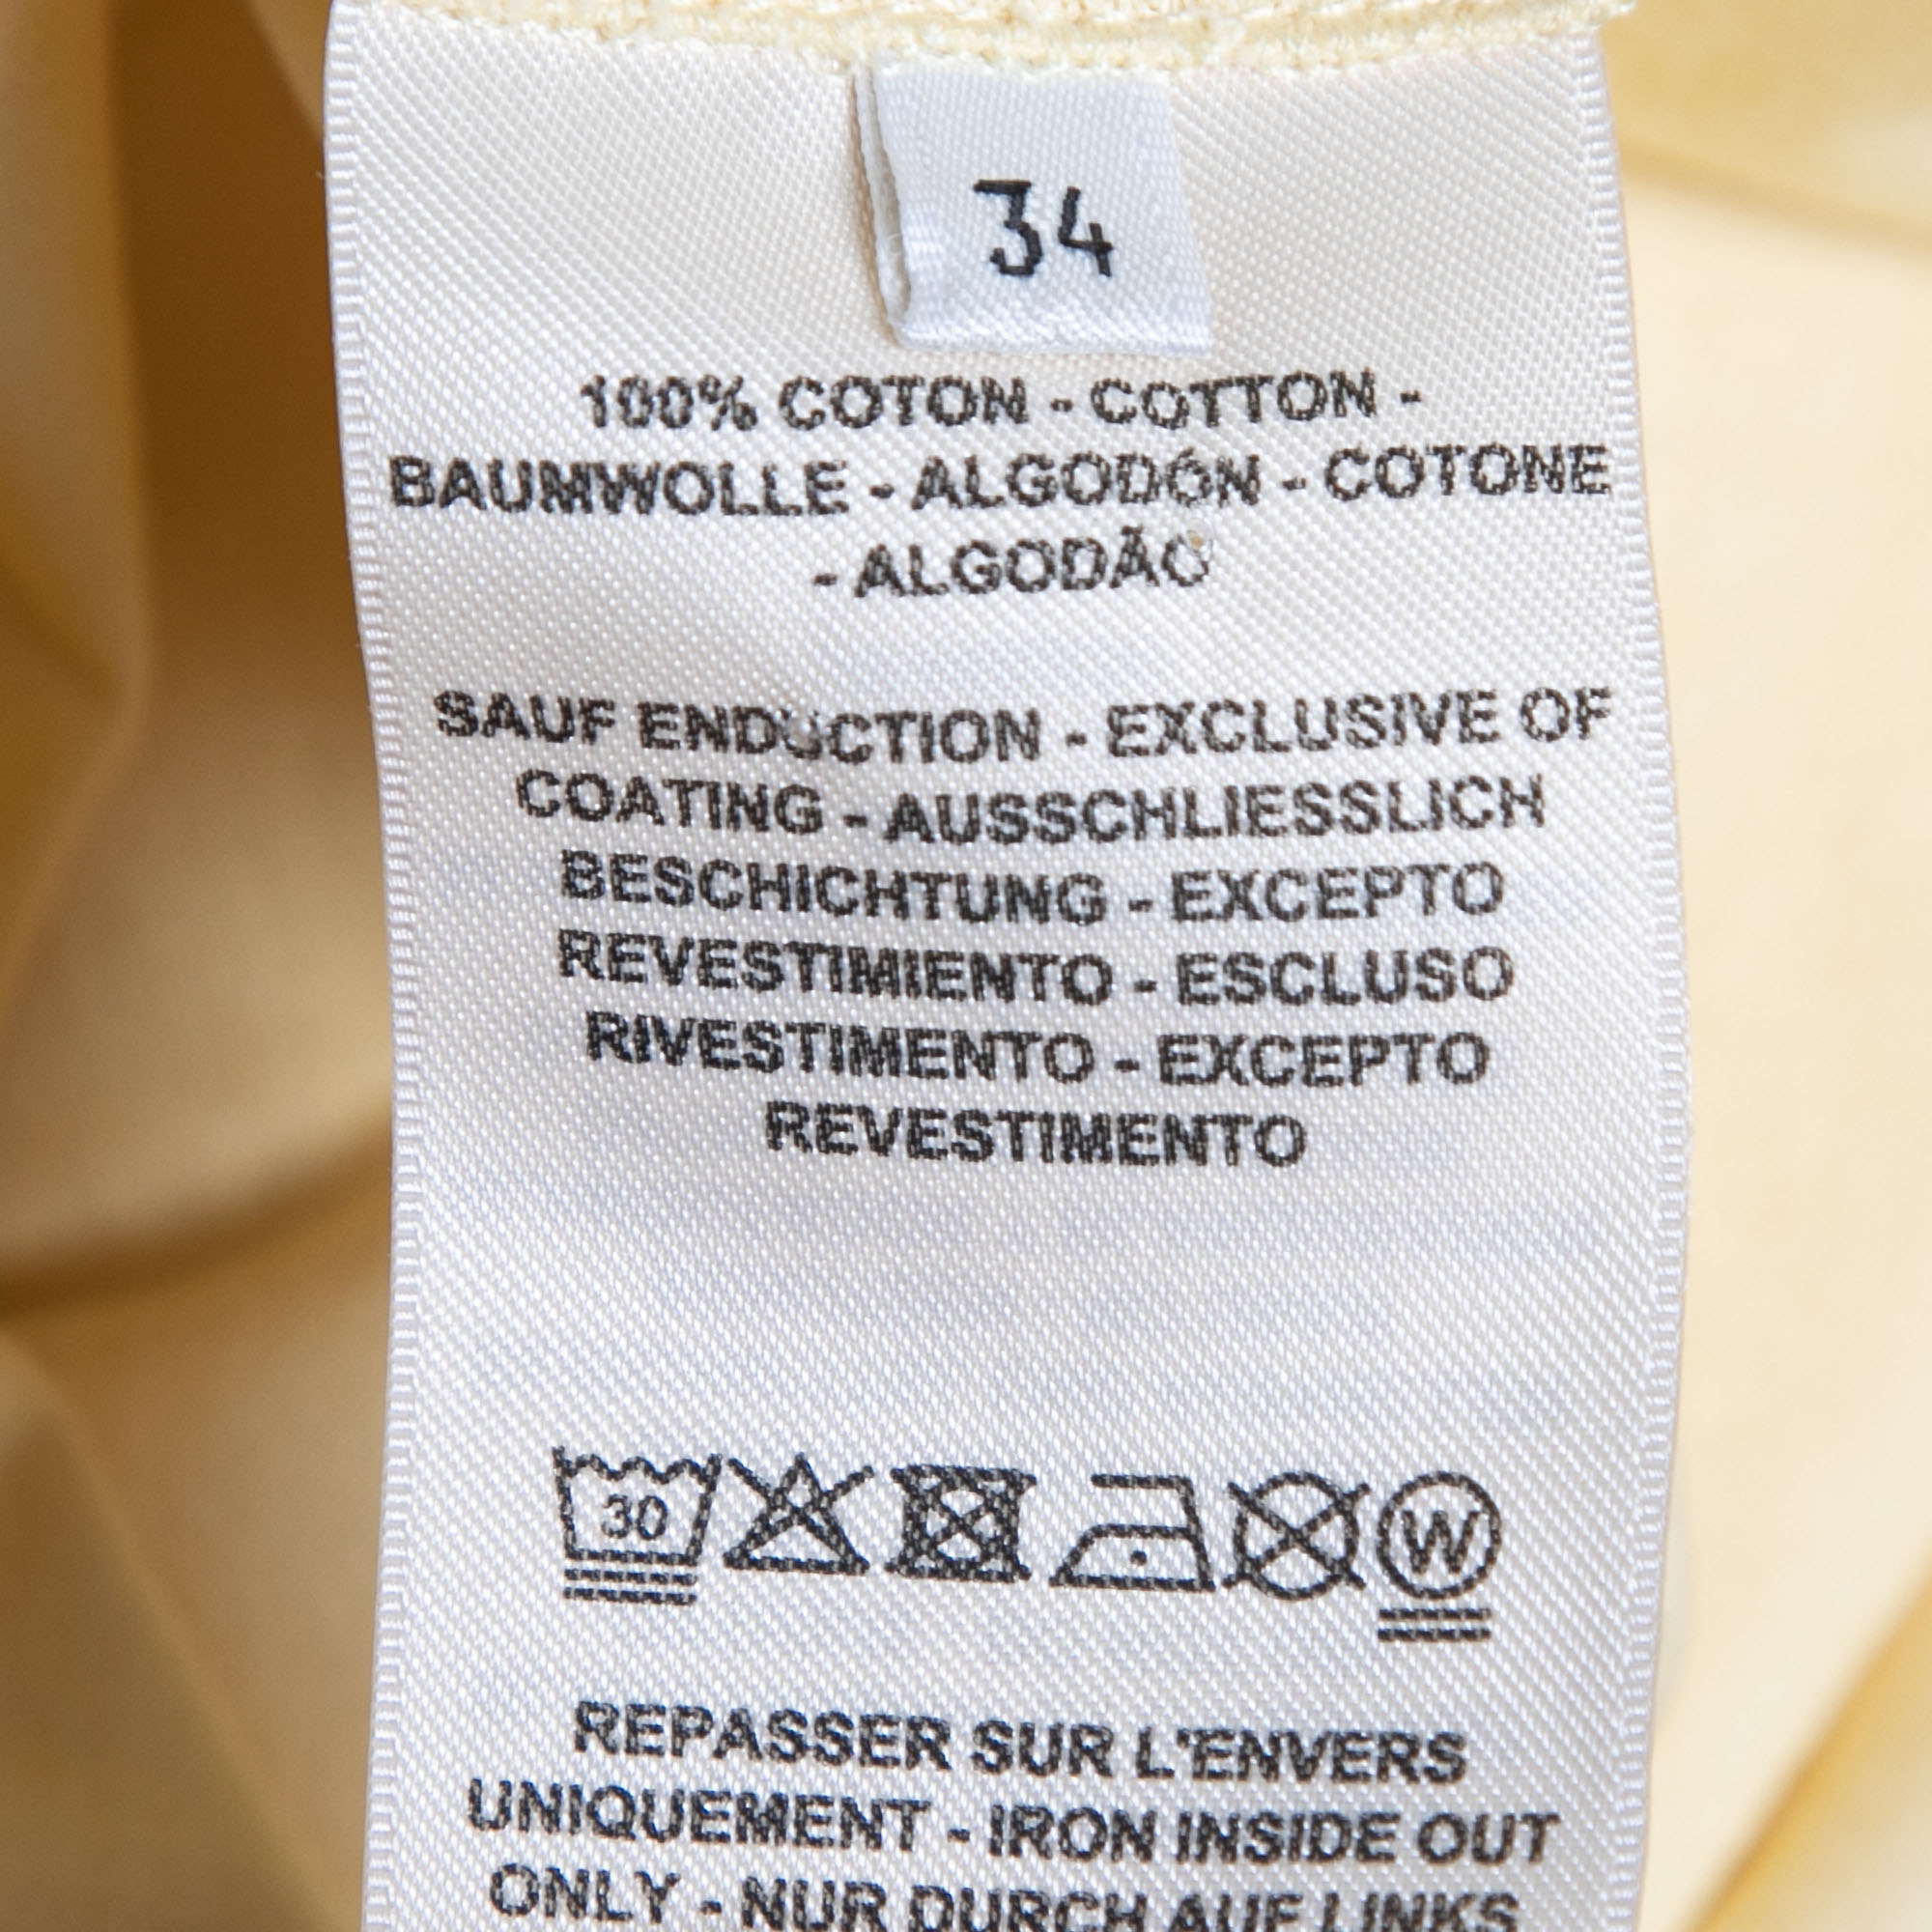 34
100% COTON - COTTON -
BAUMWOLLE - ALGODÓN - COTONE
- ALGODÃO
SAUF ENDUCTION - EXCLUSIVE OF
COATING - AUSSCHLIESSLICH
BESCHICHTUNG - EXCEPTO
REVESTIMIENTO - ESCLUSO
RIVESTIMENTO - EXCEPTO
REVESTIMENTO
30 W
REPASSER SUR L'ENVERS
UNIQUEMENT - IRON INSIDE OUT
ONLY - NUR DURCH AUF LINKS